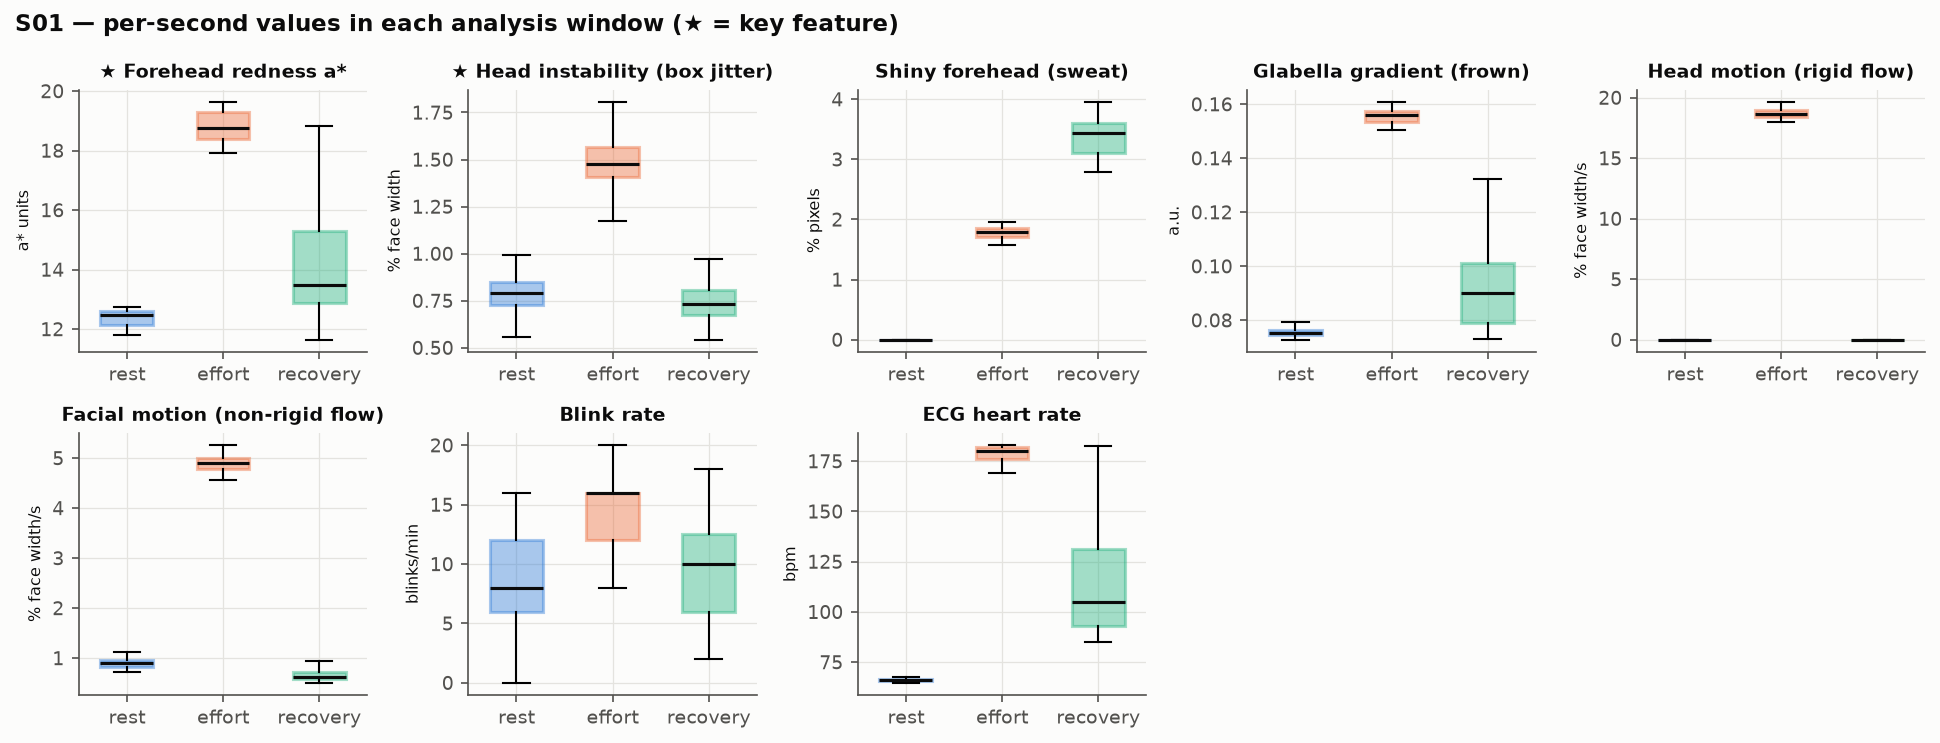 S01 — per-second values in each analysis window (★ = key feature)
★ Forehead redness a*
a* units
20
18
16
14
12
rest
effort
recovery
★ Head instability (box jitter)
% face width
1.75
1.50
1.25
1.00
0.75
0.50
rest
effort
recovery
Shiny forehead (sweat)
% pixels
4
3
2
1
0
rest
effort
recovery
Glabella gradient (frown)
a.u.
0.16
0.14
0.12
0.10
0.08
rest
effort
recovery
Head motion (rigid flow)
% face width/s
20
15
10
5
0
rest
effort
recovery
Facial motion (non-rigid flow)
% face width/s
5
4
3
2
1
rest
effort
recovery
Blink rate
blinks/min
20
15
10
5
0
rest
effort
recovery
ECG heart rate
bpm
175
150
125
100
75
rest
effort
recovery